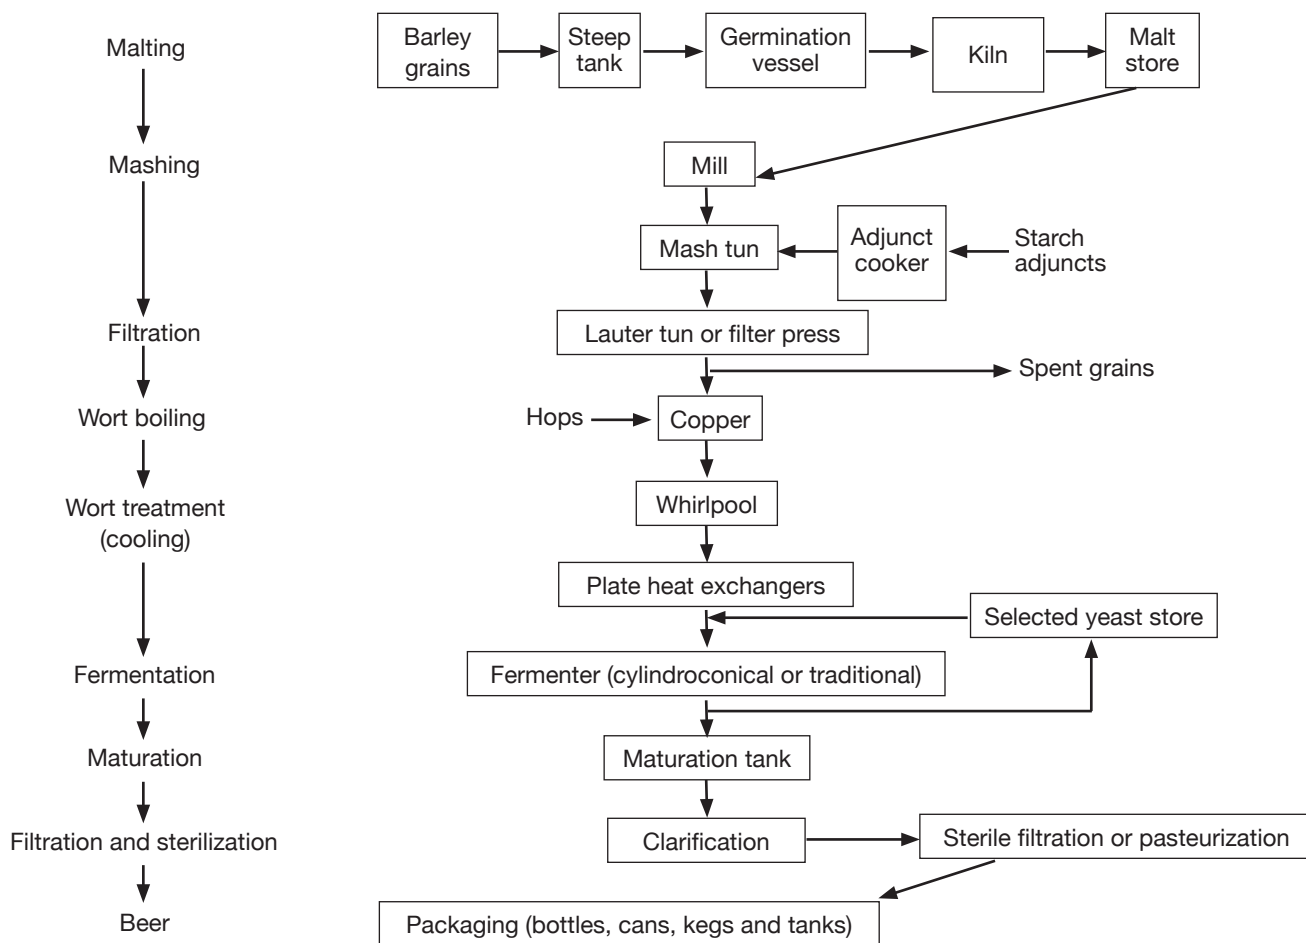 Malting
Barley
grains
Steep
tank
Germination
vessel
Kiln
Malt
store
Mashing
Mill
Mash tun
Adjunct
cooker
Starch
adjuncts
Filtration
Lauter tun or filter press
Spent grains
Wort boiling
Hops
Copper
Wort treatment
(cooling)
Whirlpool
Plate heat exchangers
Selected yeast store
Fermentation
Fermenter (cylindroconical or traditional)
Maturation
Maturation tank
Filtration and sterilization
Clarification
Sterile filtration or pasteurization
Beer
Packaging (bottles, cans, kegs and tanks)